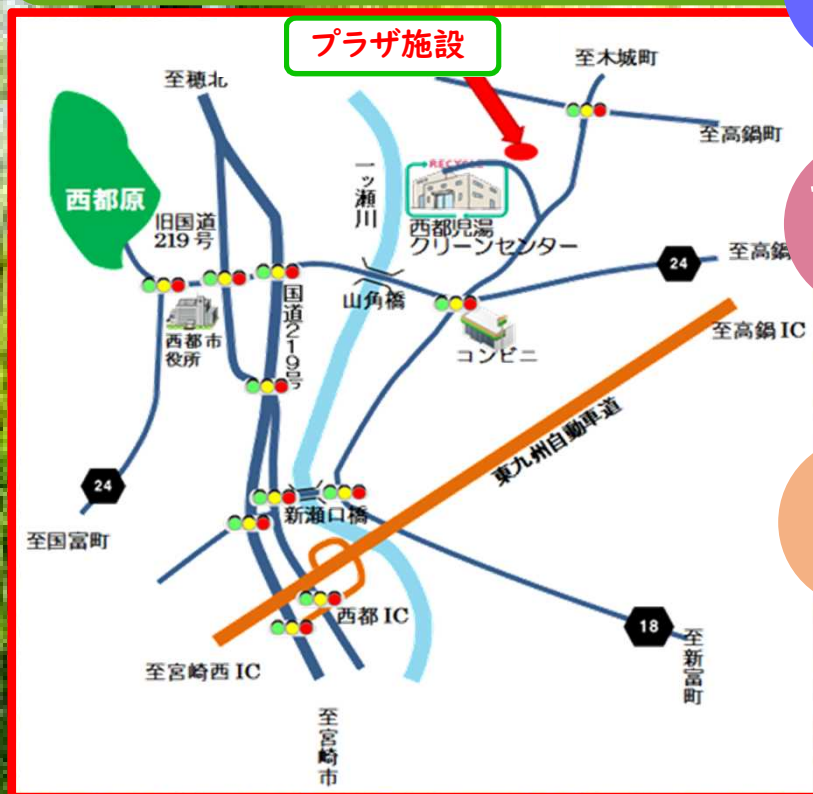 プラザ施設
至木城町
至穂北
至高鍋町
一ッ瀬川
RECYCLE
西都原
旧国道
219号
西都児湯
クリーンセンター
24
至高鍋
国道219号
山角橋
西都市
役所
コンビニ
至高鍋IC
東九州自動車道
24
新瀬口橋
至国富町
西都IC
18
至新富町
至宮崎西IC
至宮崎市